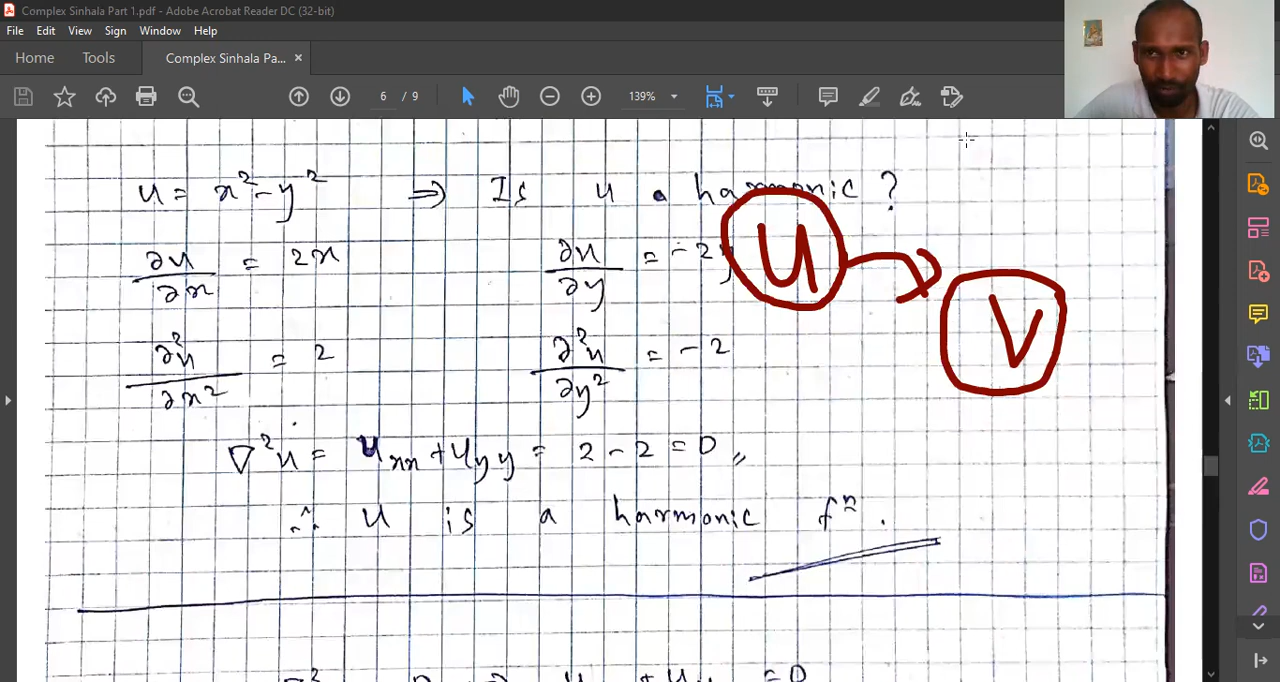 Complex Sinhala Part 1.pdf - Adobe Acrobat Reader DC (32-bit)
File Edit View Sign Window Help
Home Tools Complex Sinhala Pa... ×
6 / 9 139%
u = x² - y² ⇒ Is u a harmonic ?
∂u/∂x = 2x ∂u/∂y = -2y
U → V
∂²u/∂x² = 2 ∂²u/∂y² = -2
∇²u = u_xx + u_yy = 2 - 2 = 0 //
∴ u is a harmonic fⁿ.